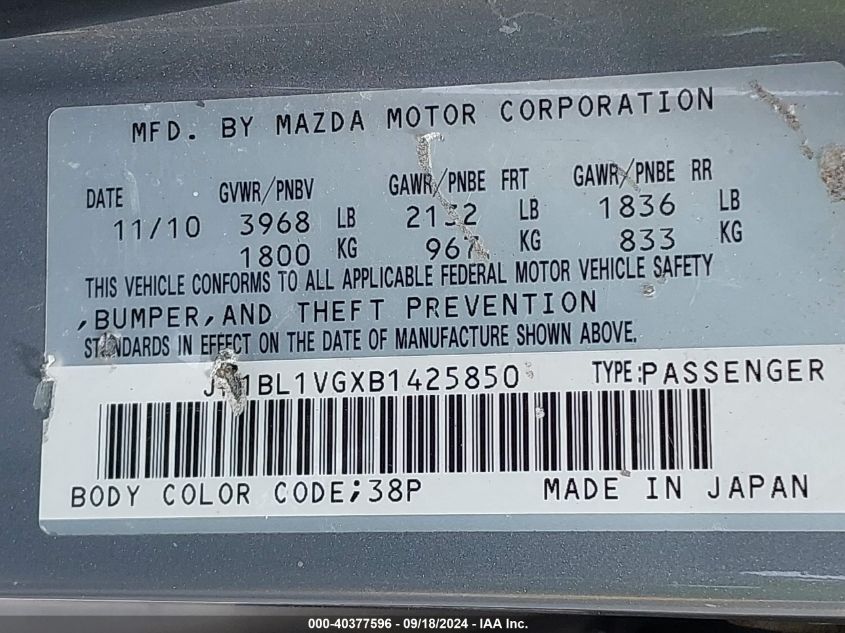 MFD. BY MAZDA MOTOR CORPORATION
DATE GVWR/PNBV GAWR/PNBE FRT GAWR/PNBE RR
11/10 3968 LB 2132 LB 1836 LB
1800 KG 967 KG 833 KG
THIS VEHICLE CONFORMS TO ALL APPLICABLE FEDERAL MOTOR VEHICLE SAFETY
,BUMPER,AND THEFT PREVENTION
STANDARDS IN EFFECT ON THE DATE OF MANUFACTURE SHOWN ABOVE.
JM1BL1VGXB1425850 TYPE:PASSENGER
BODY COLOR CODE;38P MADE IN JAPAN
000-40377596 - 09/18/2024 - IAA Inc.